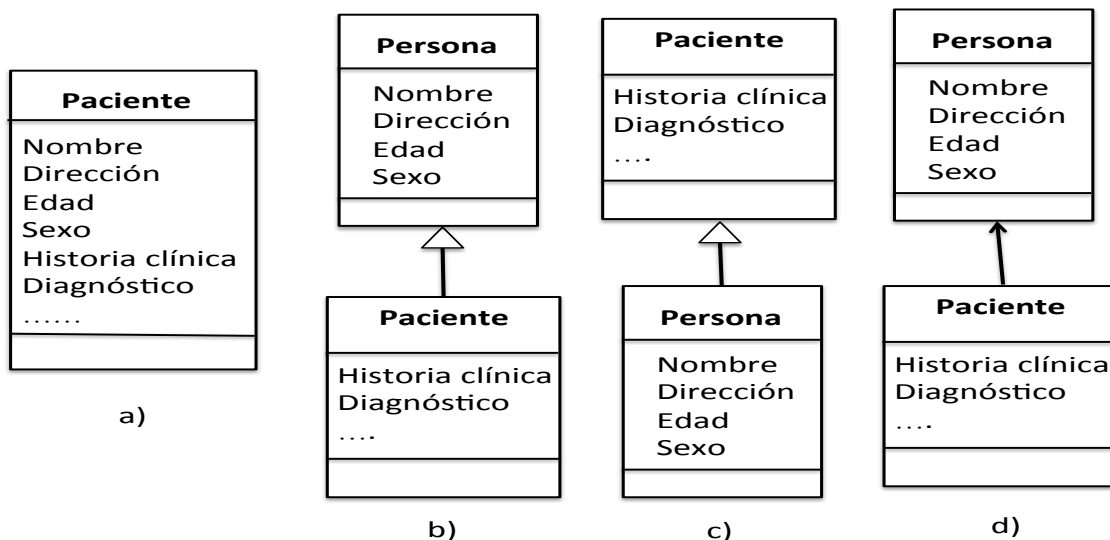 Paciente
Nombre
Dirección
Edad
Sexo
Historia clínica
Diagnóstico
......
a)
Persona
Nombre
Dirección
Edad
Sexo
Paciente
Historia clínica
Diagnóstico
....
b)
Paciente
Historia clínica
Diagnóstico
....
Persona
Nombre
Dirección
Edad
Sexo
c)
Persona
Nombre
Dirección
Edad
Sexo
Paciente
Historia clínica
Diagnóstico
....
d)